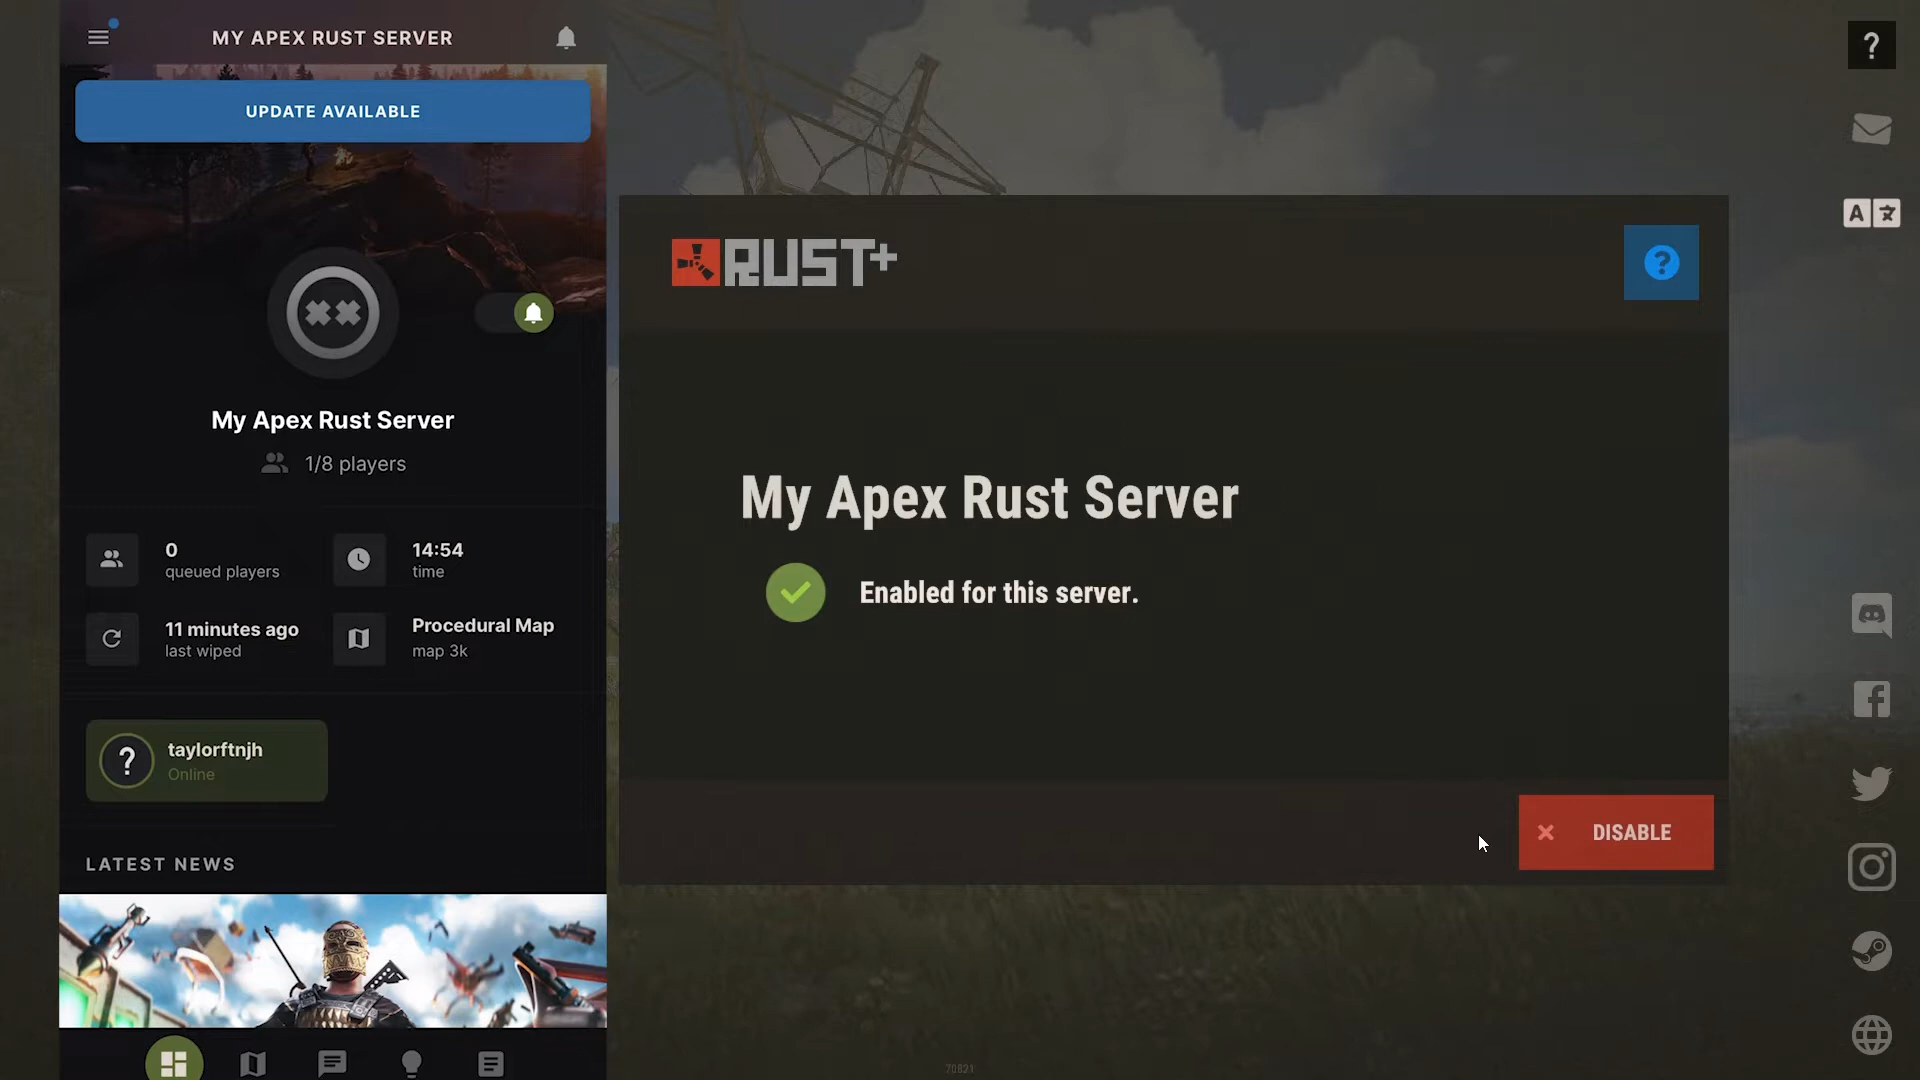 MY APEX RUST SERVER
UPDATE AVAILABLE
My Apex Rust Server
1/8 players
0
queued players
14:54
time
11 minutes ago
last wiped
Procedural Map
map 3k
? taylorftnjh
Online
LATEST NEWS
RUST+
?
My Apex Rust Server
Enabled for this server.
DISABLE
?
A
70821